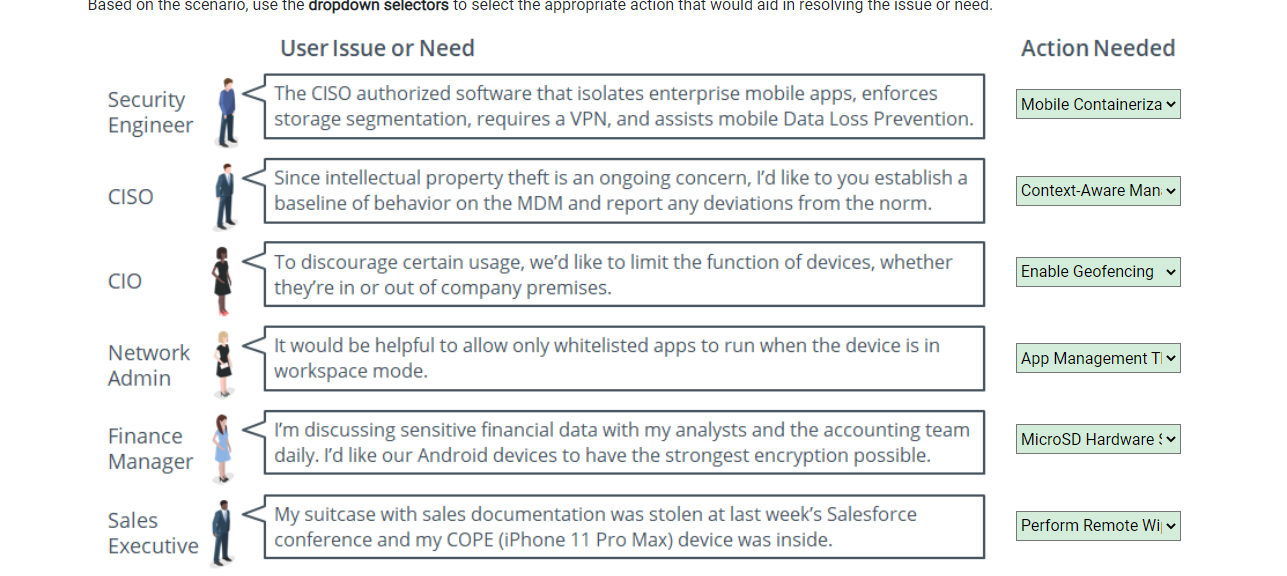 Based on the scenario, use the dropdown selectors to select the appropriate action that would aid in resolving the issue or need.
User Issue or Need
Action Needed
Security
Engineer
The CISO authorized software that isolates enterprise mobile apps, enforces
storage segmentation, requires a VPN, and assists mobile Data Loss Prevention.
Mobile Containeriza
CISO
Since intellectual property theft is an ongoing concern, I'd like to you establish a
baseline of behavior on the MDM and report any deviations from the norm.
Context-Aware Man
CIO
To discourage certain usage, we'd like to limit the function of devices, whether
they're in or out of company premises.
Enable Geofencing
Network
Admin
It would be helpful to allow only whitelisted apps to run when the device is in
workspace mode.
App Management T
Finance
Manager
I'm discussing sensitive financial data with my analysts and the accounting team
daily. I'd like our Android devices to have the strongest encryption possible.
MicroSD Hardware
Sales
Executive
My suitcase with sales documentation was stolen at last week's Salesforce
conference and my COPE (iPhone 11 Pro Max) device was inside.
Perform Remote Wi